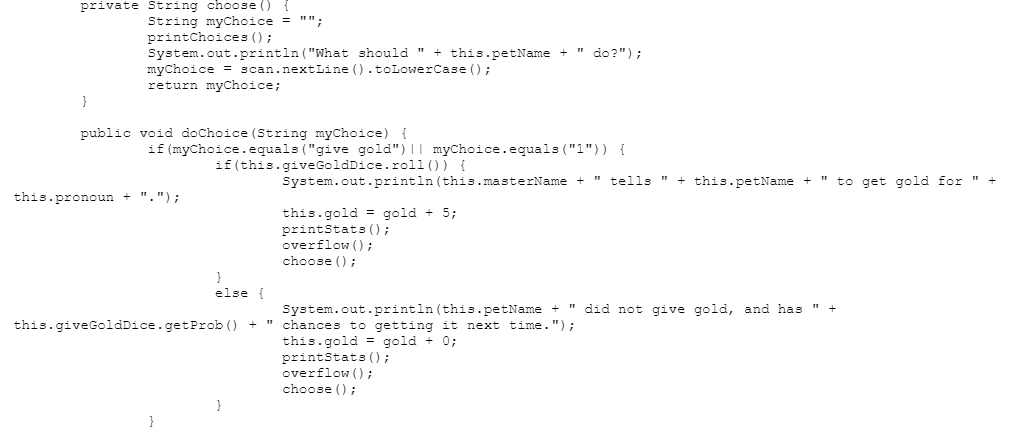 private String choose() {
String myChoice = "";
printChoices();
System.out.println("What should " + this.petName + " do?");
myChoice = scan.nextLine().toLowerCase();
return myChoice;
}
public void doChoice(String myChoice) {
if(myChoice.equals("give gold")|| myChoice.equals("1")) {
if(this.giveGoldDice.roll()) {
System.out.println(this.masterName + " tells " + this.petName + " to get gold for " +
this.pronoun + ".");
this.gold = gold + 5;
printStats();
overflow();
choose();
}
else {
System.out.println(this.petName + " did not give gold, and has " +
this.giveGoldDice.getProb() + " chances to getting it next time.");
this.gold = gold + 0;
printStats();
overflow();
choose();
}
}